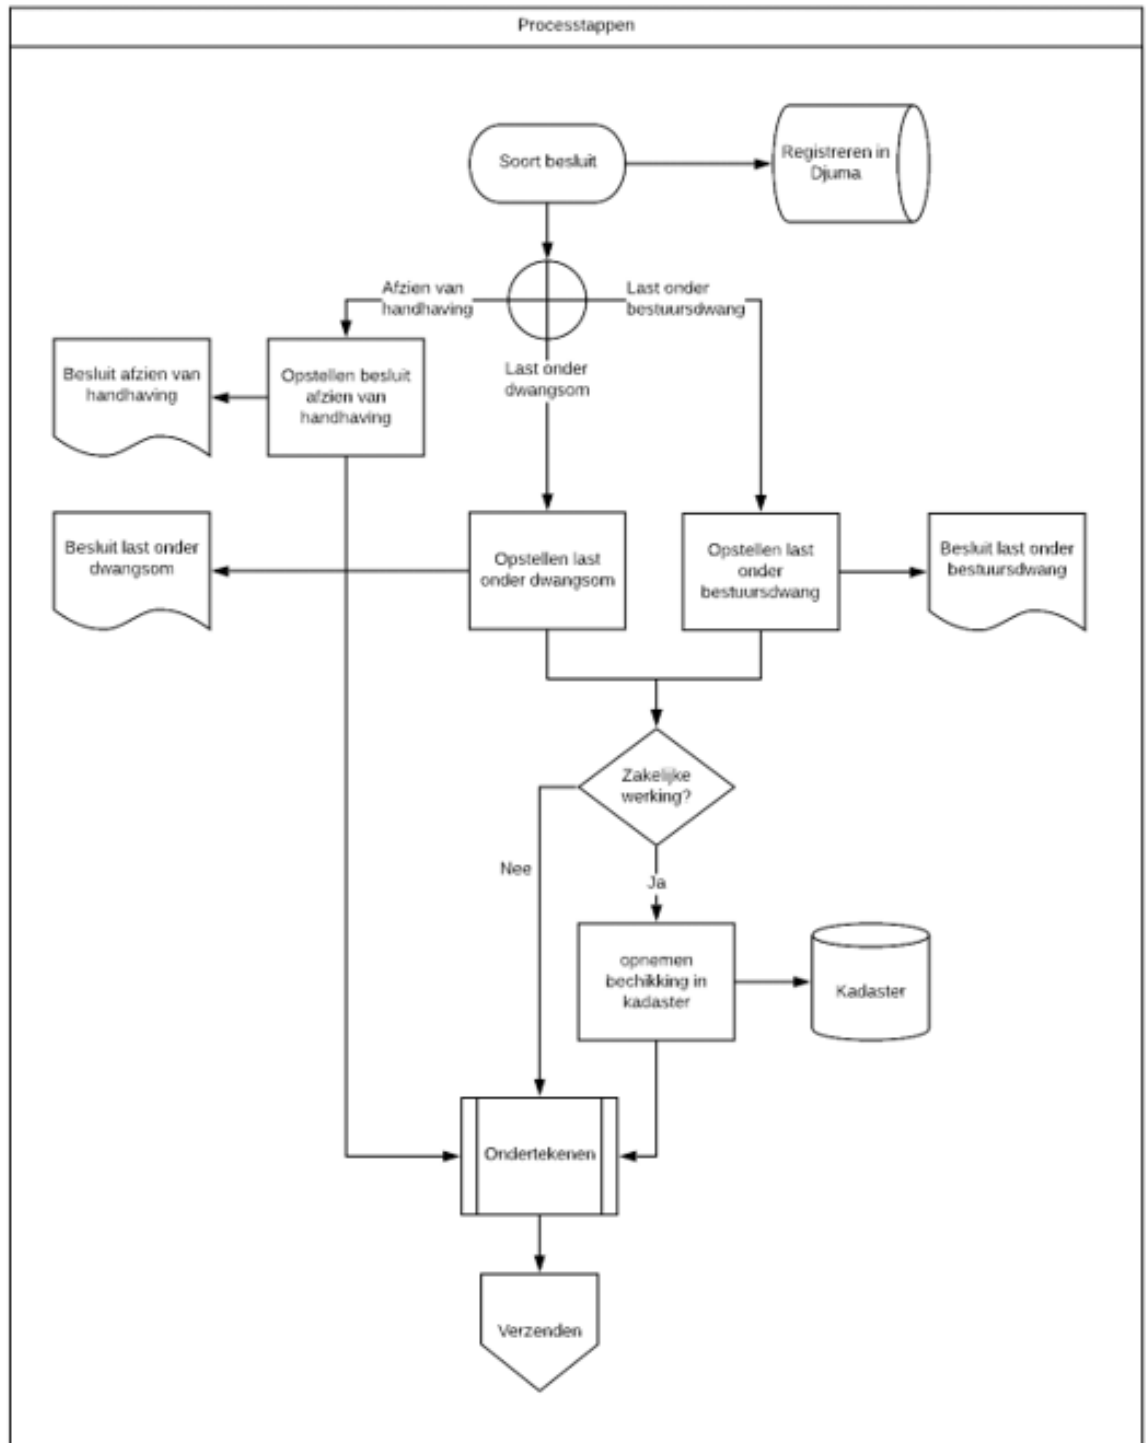 Processtappen
Soort besluit
Registreren in
Djuma
Afzien van
handhaving
Last onder
bestuursdwang
Last onder
dwangsom
Besluit afzien van
handhaving
Opstellen besluit
afzien van
handhaving
Besluit last onder
dwangsom
Opstellen last
onder dwangsom
Opstellen last
onder
bestuursdwang
Besluit last onder
bestuursdwang
Zakelijke
werking?
Nee
Ja
opnemen
bechikking in
kadaster
Kadaster
Ondertekenen
Verzenden